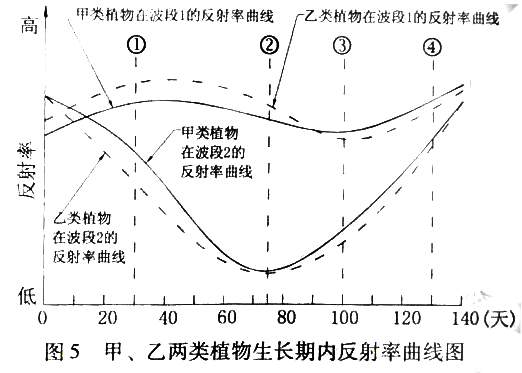 高
甲类植物在波段1的反射率曲线
乙类植物在波段1的反射率曲线
①
②
③
④
甲类植物
在波段2的
反射率曲线
反射率
乙类植物
在波段2的
反射率曲线
低
0 20 40 60 80 100 120 140(天)
图5 甲、乙两类植物生长期内反射率曲线图